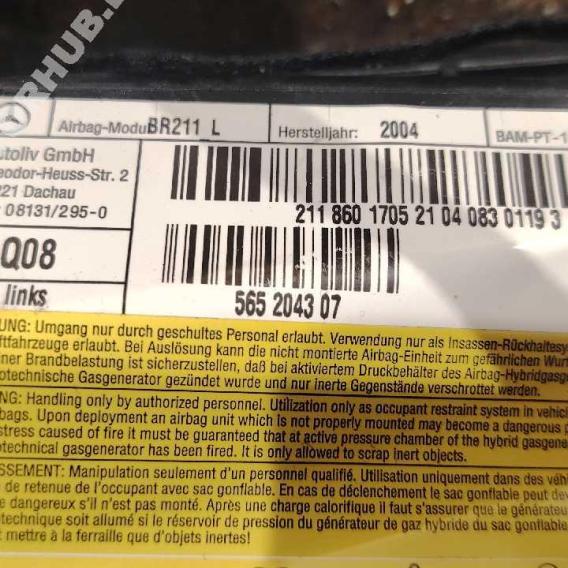 Airbag-Modu BR211 L
Herstelljahr: 2004
BAM-PT-1
utoliv GmbH
eodor-Heuss-Str. 2
221 Dachau
08131/295-0
211 860 1705 21 04 083 0119 3
Q08
links
565 2043 07
UNG: Umgang nur durch geschultes Personal erlaubt. Verwendung nur als Insassen-Rückhaltesy
ftfahrzeuge erlaubt. Bei Auslösung kann die nicht montierte Airbag-Einheit zum gefährlichen Wurf
iner Brandbelastung ist sicherzustellen, daß bei aktiviertem Druckbehälter des Airbag-Hybridgasge
otechnische Gasgenerator gezündet wurde und nur inerte Gegenstände verschrottet werden.
NG: Handling only by authorized personnel. Utilization only as occupant restraint system in vehicle
bags. Upon deployment an airbag unit which is not properly mounted may become a dangerous p
stress caused of fire it must be guaranteed that at active pressure chamber of the hybrid gasgene
otechnical gasgenerator has been fired. It is only allowed to scrap inert objects.
SSEMENT: Manipulation seulement d'un personnel qualifié. Utilisation uniquement dans des véhi
de retenue de l'occupant avec sac gonflable. En cas de déclenchement le sac gonflable peut dev
e dangereux s'il n'est pas monté. Après une charge calorifique il faut s'assurer que le générateu
otechnique soit allumé si le réservoir de pression du générateur de gaz hybride du sac gonflable
t mettre à la ferraille que d'objets inertes!